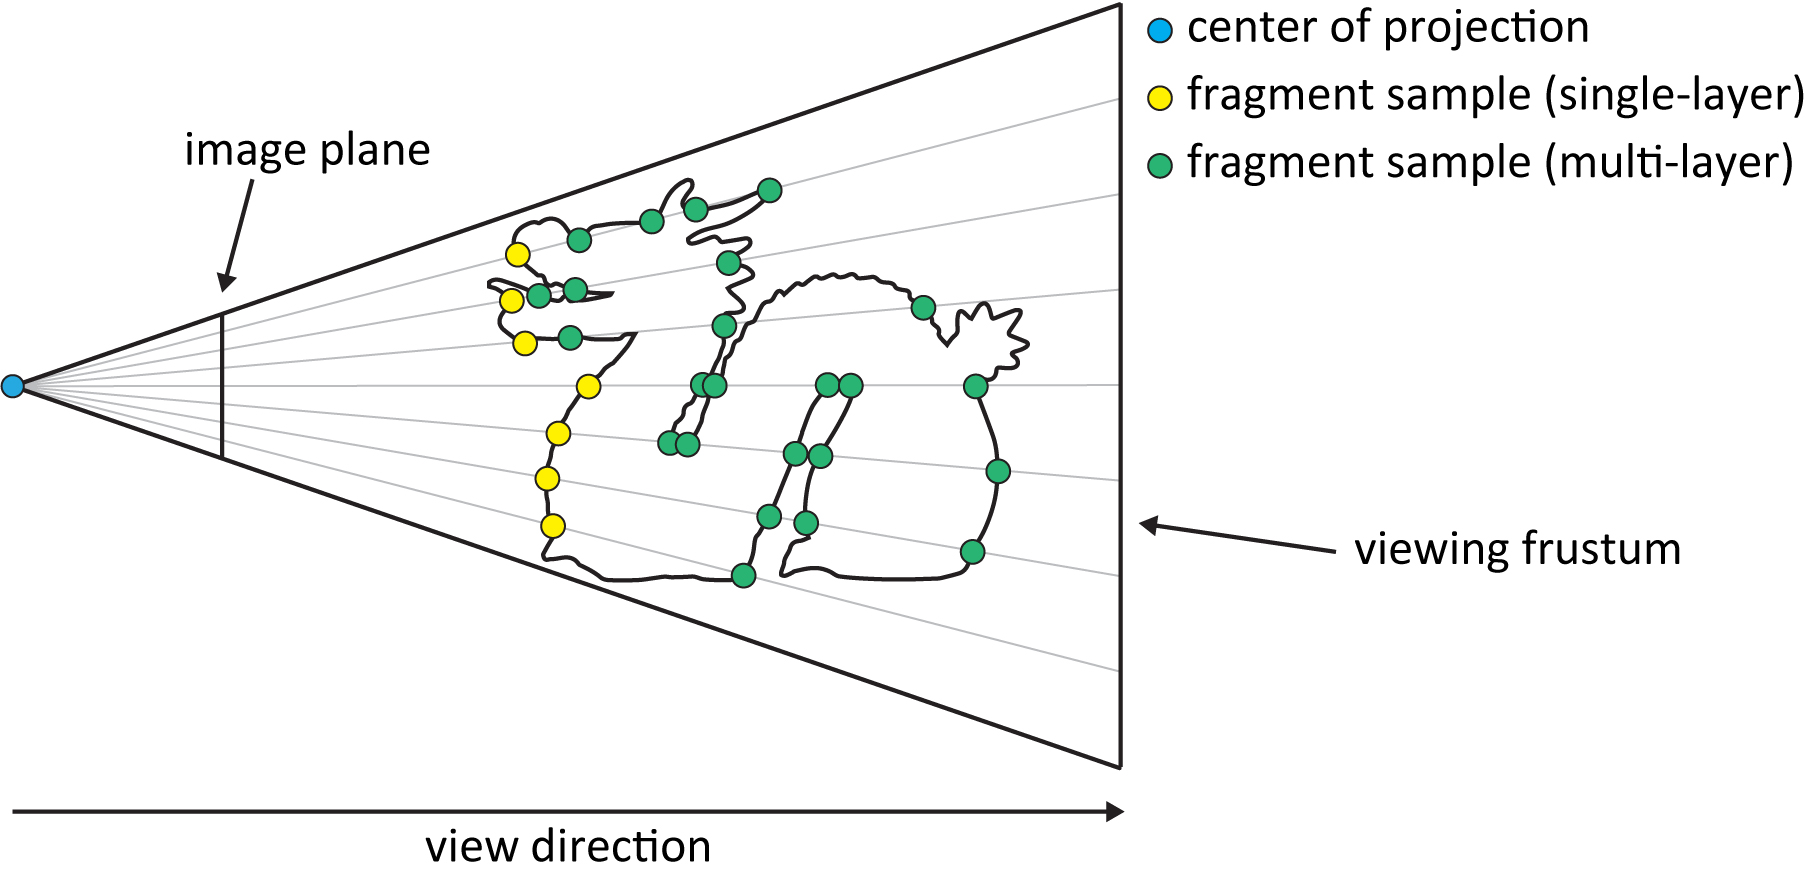 center of projection
fragment sample (single-layer)
fragment sample (multi-layer)
image plane
viewing frustum
view direction